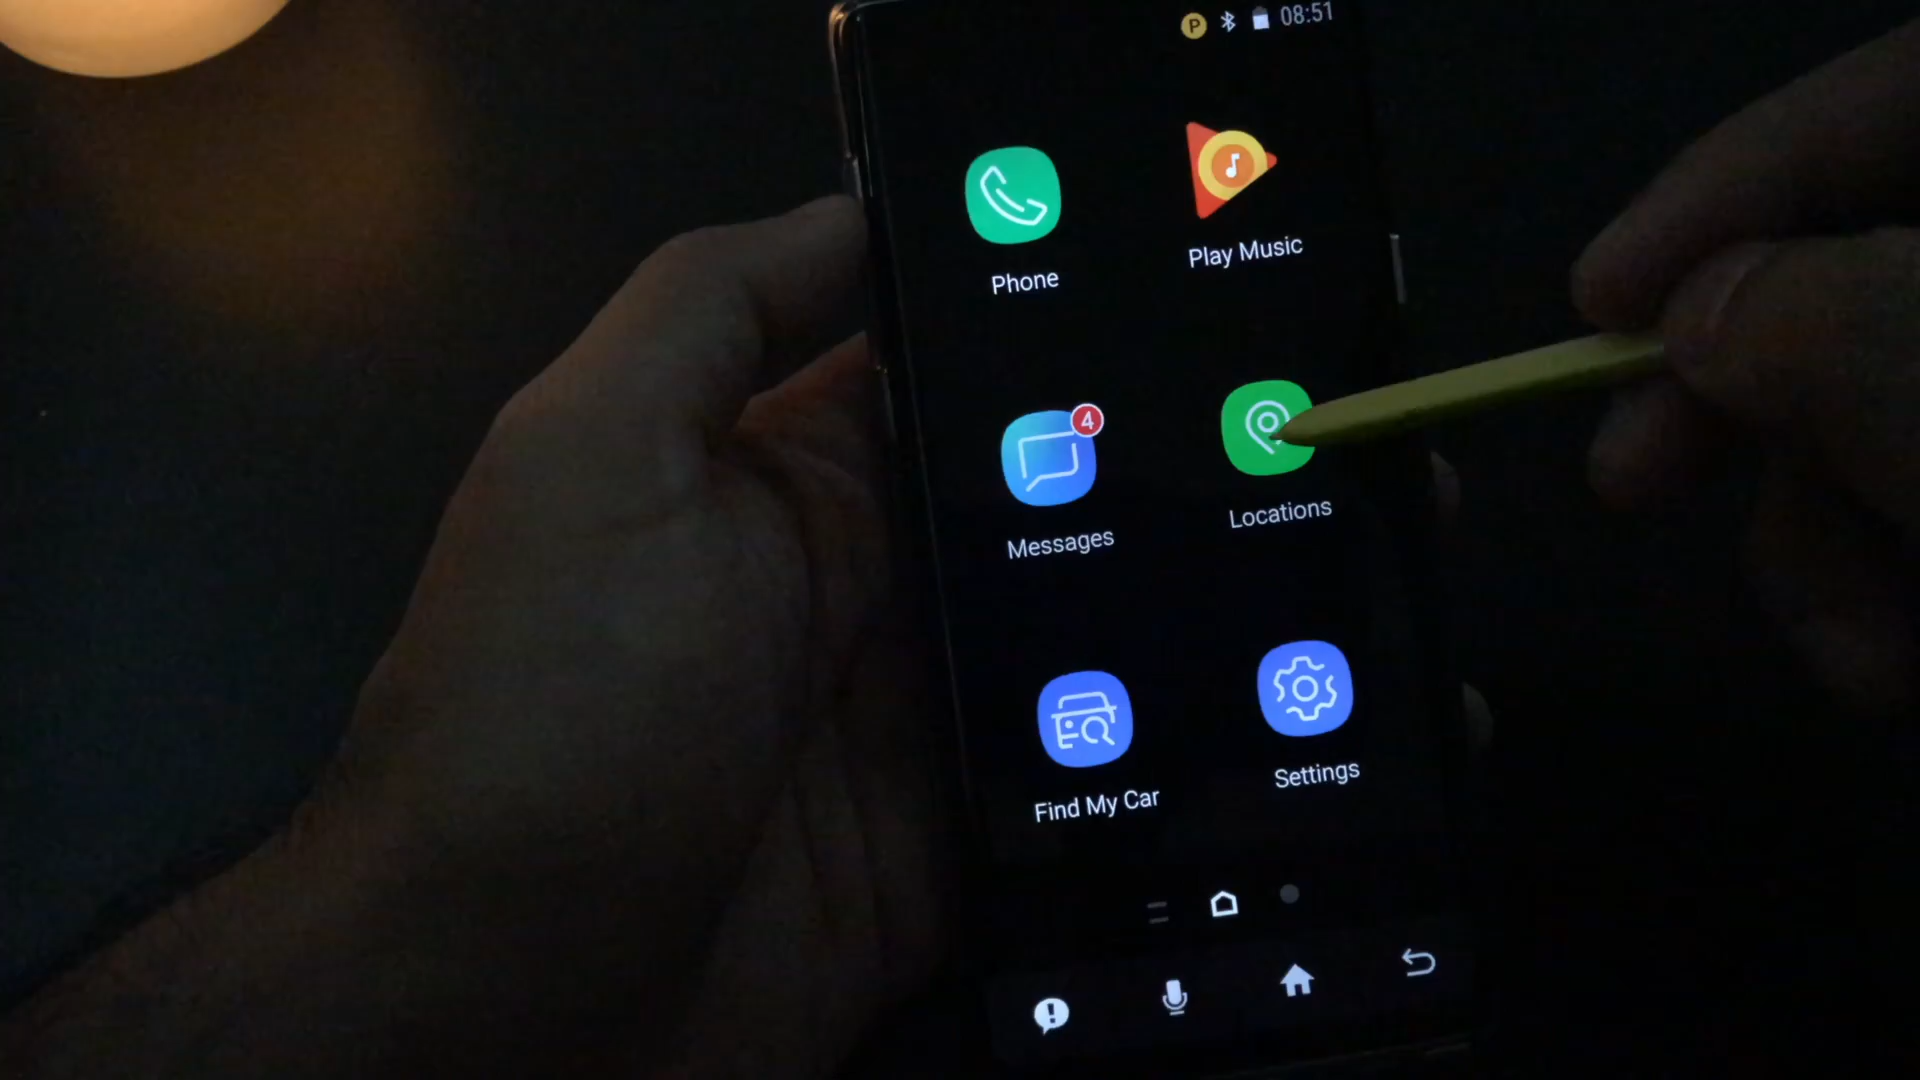 P 08:51
Phone
Play Music
4
Messages
Locations
Find My Car
Settings